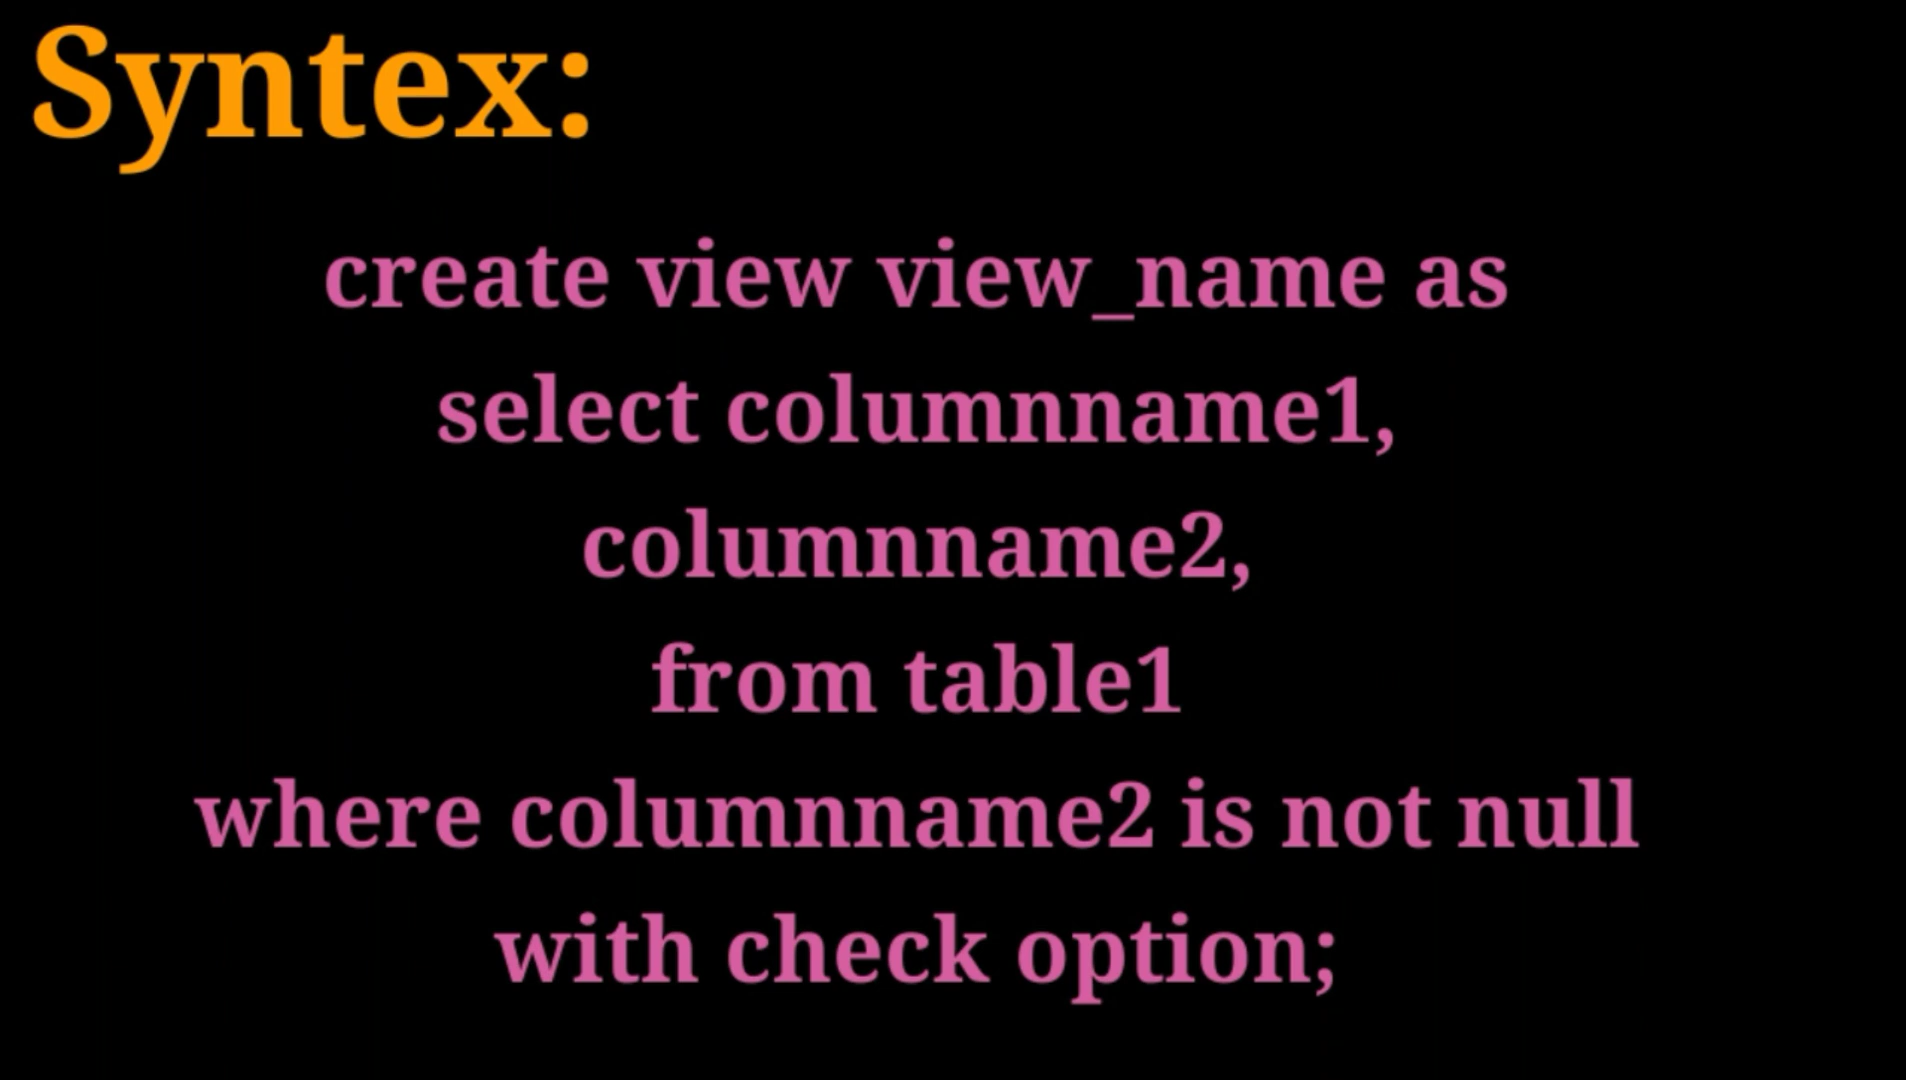 Syntex:
create view view_name as
select columnname1,
columnname2,
from table1
where columnname2 is not null
with check option;